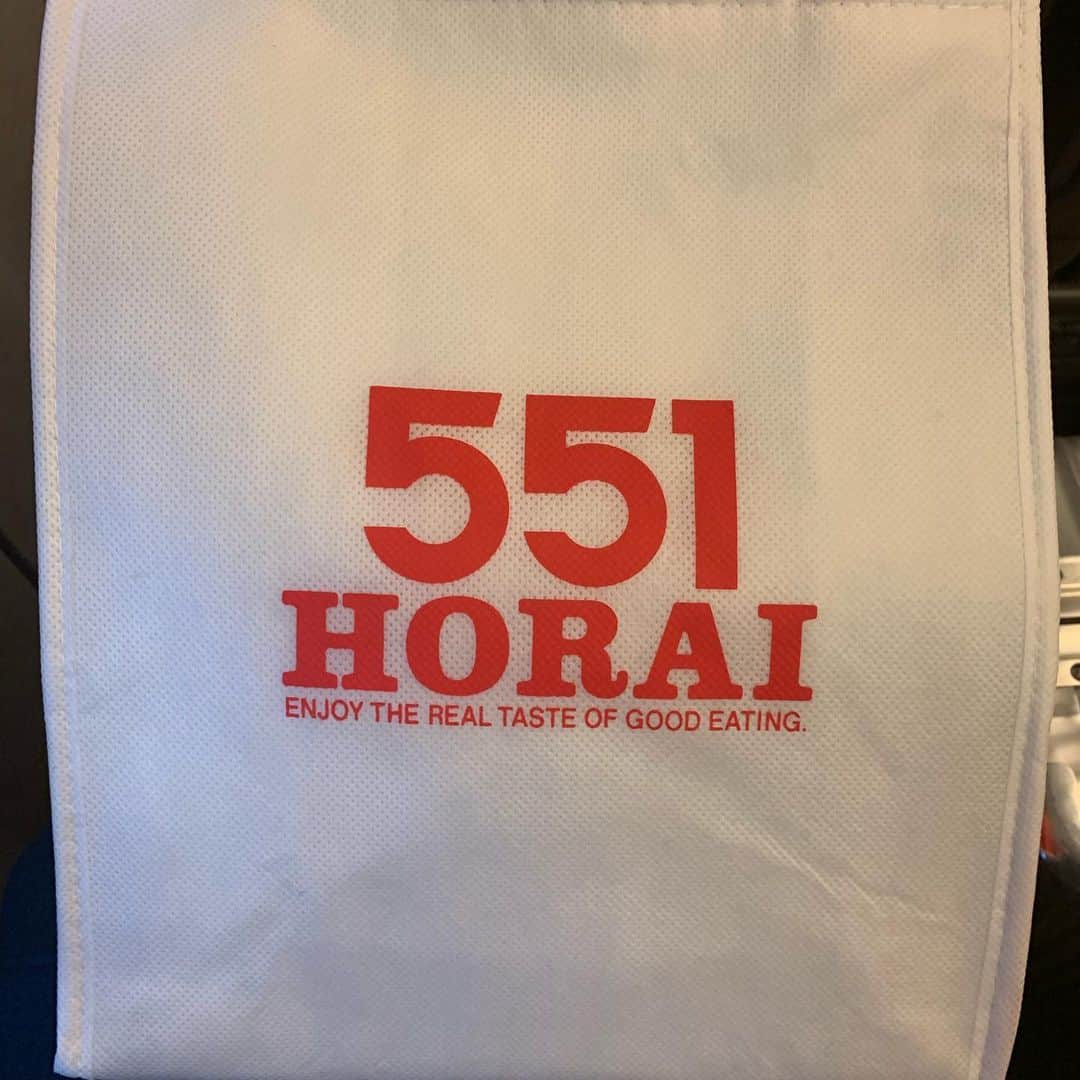 551
HORAI
ENJOY THE REAL TASTE OF GOOD EATING.